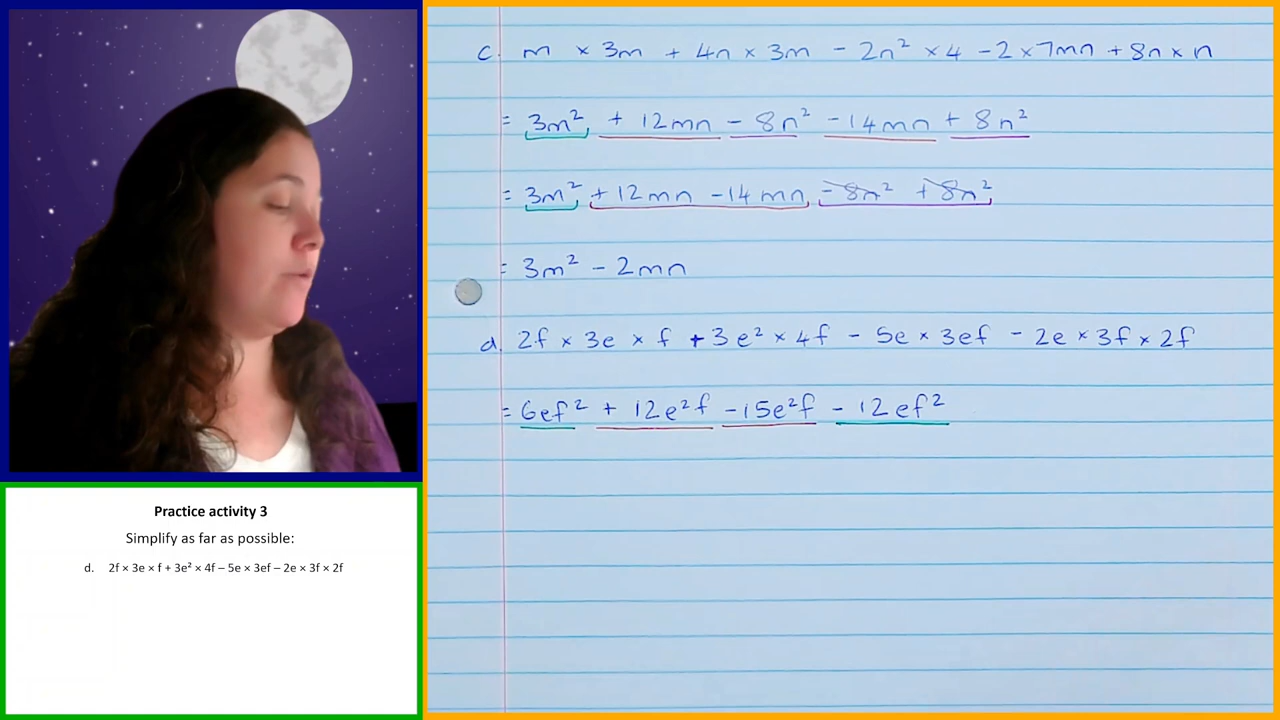 c. m × 3m + 4n × 3m - 2n² × 4 - 2 × 7mn + 8n × n
= 3m² + 12mn - 8n² - 14mn + 8n²
= 3m² + 12mn - 14mn - 8n² + 8n²
= 3m² - 2mn
d. 2f × 3e × f + 3e² × 4f - 5e × 3ef - 2e × 3f × 2f
= 6ef² + 12e²f - 15e²f - 12ef²
Practice activity 3
Simplify as far as possible:
d. 2f × 3e × f + 3e² × 4f – 5e × 3ef – 2e × 3f × 2f